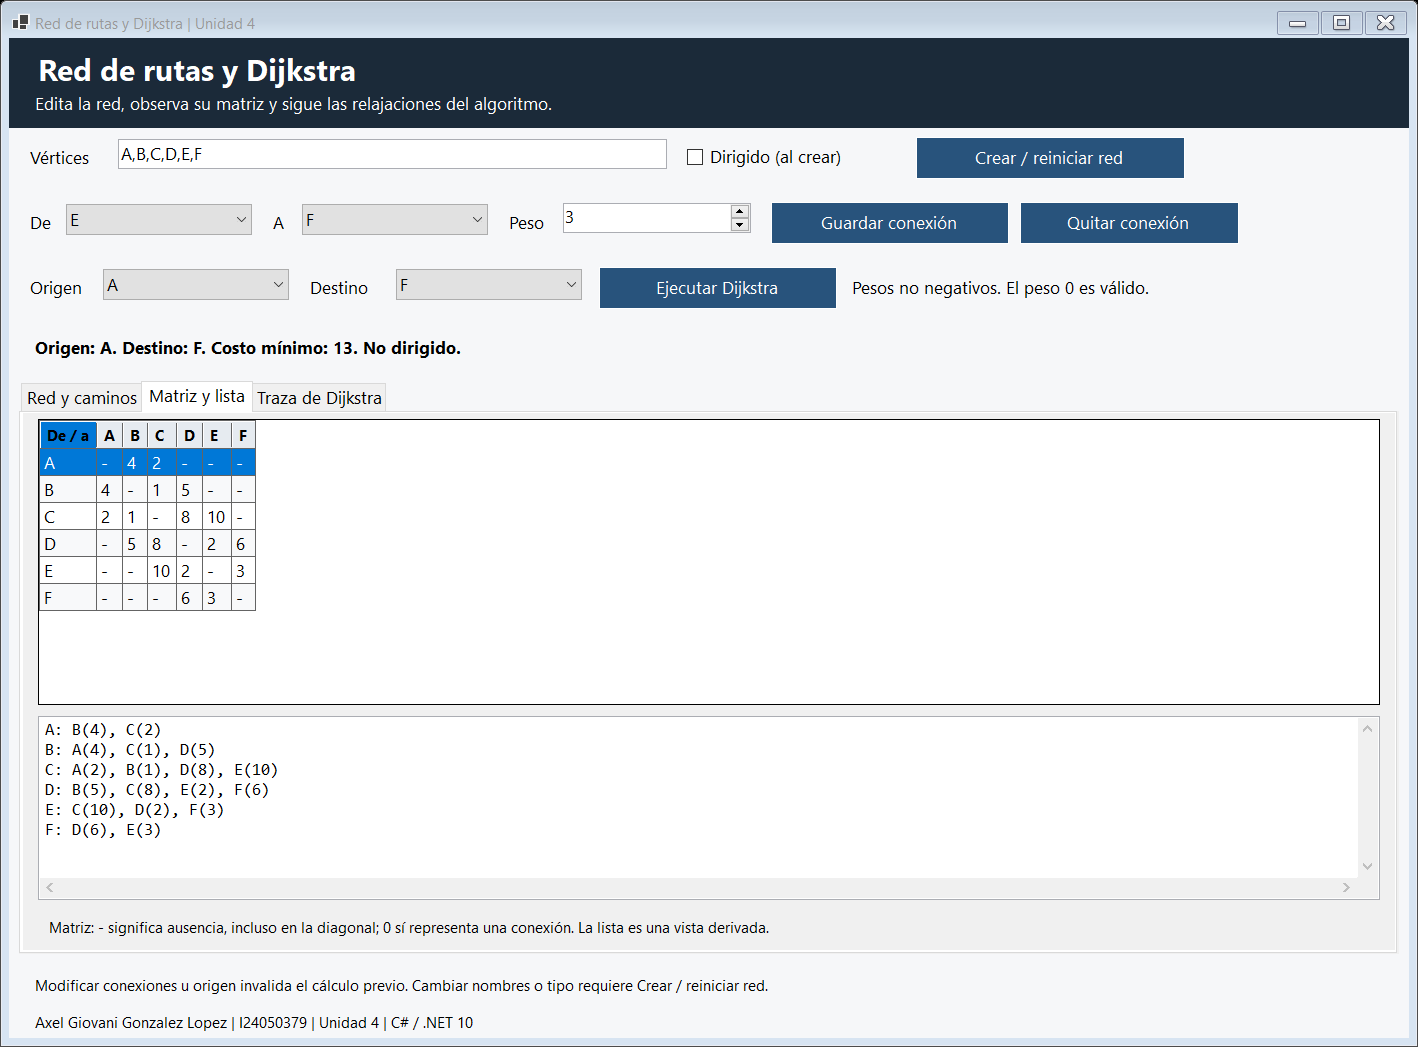 Red de rutas y Dijkstra | Unidad 4
Red de rutas y Dijkstra
Edita la red, observa su matriz y sigue las relajaciones del algoritmo.
Vértices A,B,C,D,E,F Dirigido (al crear) Crear / reiniciar red
De E A F Peso 3 Guardar conexión Quitar conexión
Origen A Destino F Ejecutar Dijkstra Pesos no negativos. El peso 0 es válido.
Origen: A. Destino: F. Costo mínimo: 13. No dirigido.
Red y caminos Matriz y lista Traza de Dijkstra
De / a A B C D E F
A - 4 2 - - -
B 4 - 1 5 - -
C 2 1 - 8 10 -
D - 5 8 - 2 6
E - - 10 2 - 3
F - - - 6 3 -
A: B(4), C(2)
B: A(4), C(1), D(5)
C: A(2), B(1), D(8), E(10)
D: B(5), C(8), E(2), F(6)
E: C(10), D(2), F(3)
F: D(6), E(3)
Matriz: - significa ausencia, incluso en la diagonal; 0 sí representa una conexión. La lista es una vista derivada.
Modificar conexiones u origen invalida el cálculo previo. Cambiar nombres o tipo requiere Crear / reiniciar red.
Axel Giovani Gonzalez Lopez | I24050379 | Unidad 4 | C# / .NET 10